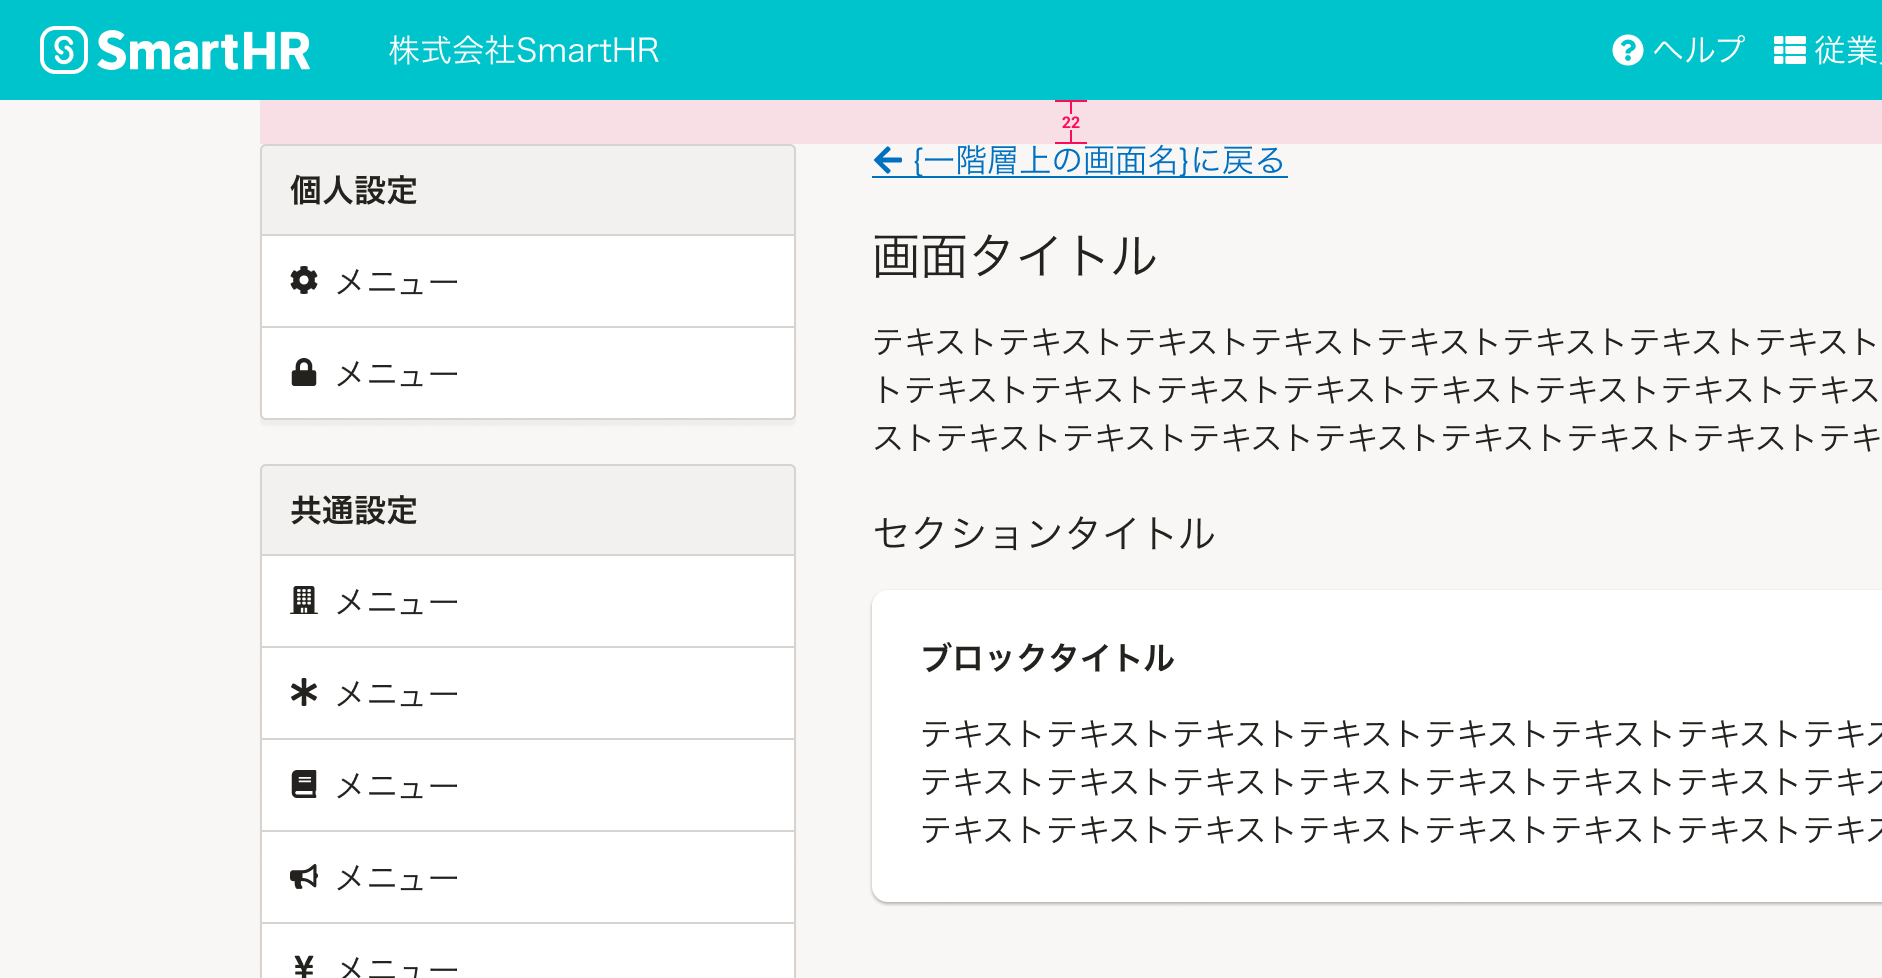 SmartHR
株式会社SmartHR
ヘルプ
従業
22
個人設定
メニュー
メニュー
共通設定
メニュー
メニュー
メニュー
メニュー
メニュー
{一階層上の画面名}に戻る
画面タイトル
テキストテキストテキストテキストテキストテキストテキストテキスト
トテキストテキストテキストテキストテキストテキストテキストテキス
ストテキストテキストテキストテキストテキストテキストテキストテキ
セクションタイトル
ブロックタイトル
テキストテキストテキストテキストテキストテキストテキストテキス
テキストテキストテキストテキストテキストテキストテキストテキス
テキストテキストテキストテキストテキストテキストテキストテキス